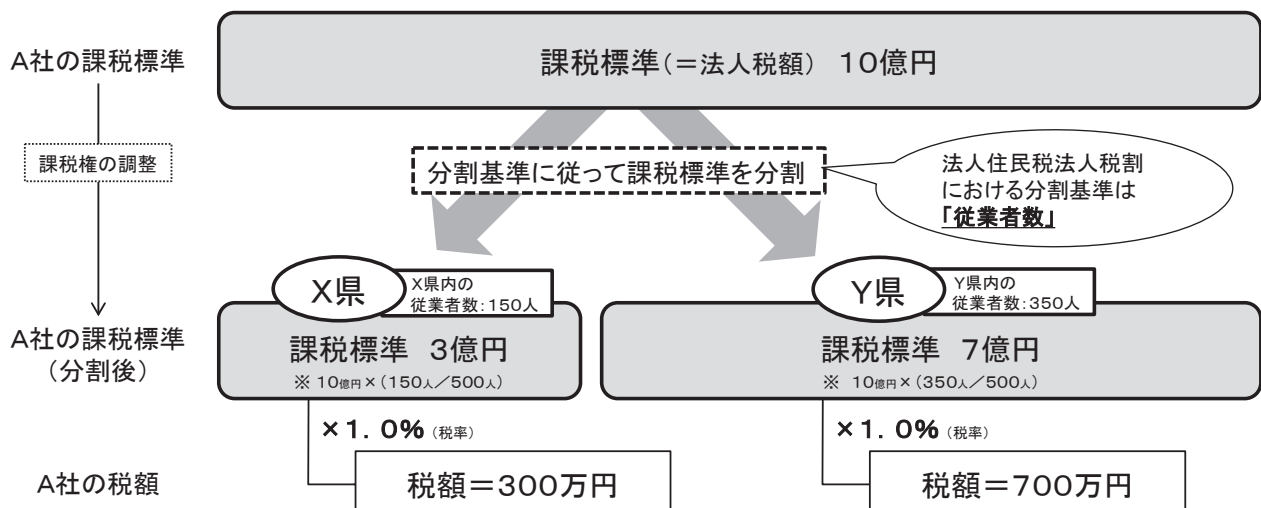 A社の課税標準
課税標準(=法人税額) 10億円
課税権の調整
分割基準に従って課税標準を分割
法人住民税法人税割
における分割基準は
「従業者数」
X県
X県内の
従業者数:150人
Y県
Y県内の
従業者数:350人
A社の課税標準
(分割後)
課税標準 3億円
※ 10億円×(150人/500人)
課税標準 7億円
※ 10億円×(350人/500人)
×1.0% (税率)
×1.0% (税率)
A社の税額
税額=300万円
税額=700万円